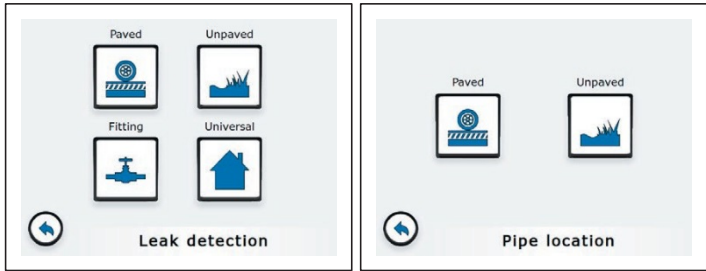 Paved Unpaved
Fitting Universal
Leak detection
Paved Unpaved
Pipe location